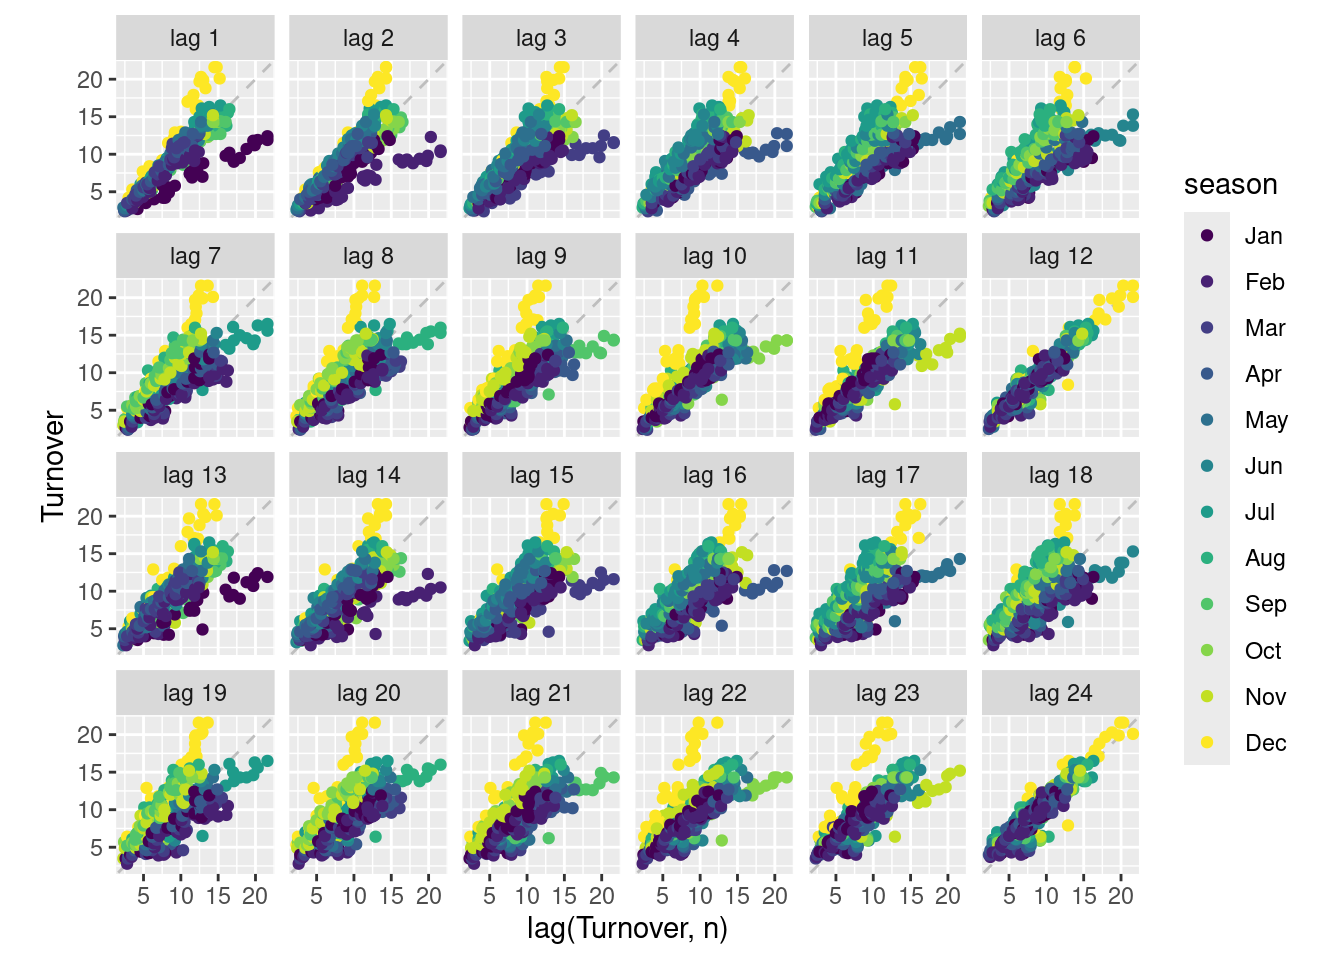 lag 1 lag 2 lag 3 lag 4 lag 5 lag 6
20
15
10
5
lag 7 lag 8 lag 9 lag 10 lag 11 lag 12
20
15
10
5
lag 13 lag 14 lag 15 lag 16 lag 17 lag 18
20
15
10
5
lag 19 lag 20 lag 21 lag 22 lag 23 lag 24
20
15
10
5
5 10 15 20 5 10 15 20 5 10 15 20 5 10 15 20 5 10 15 20 5 10 15 20
lag(Turnover, n)
Turnover
season
Jan
Feb
Mar
Apr
May
Jun
Jul
Aug
Sep
Oct
Nov
Dec